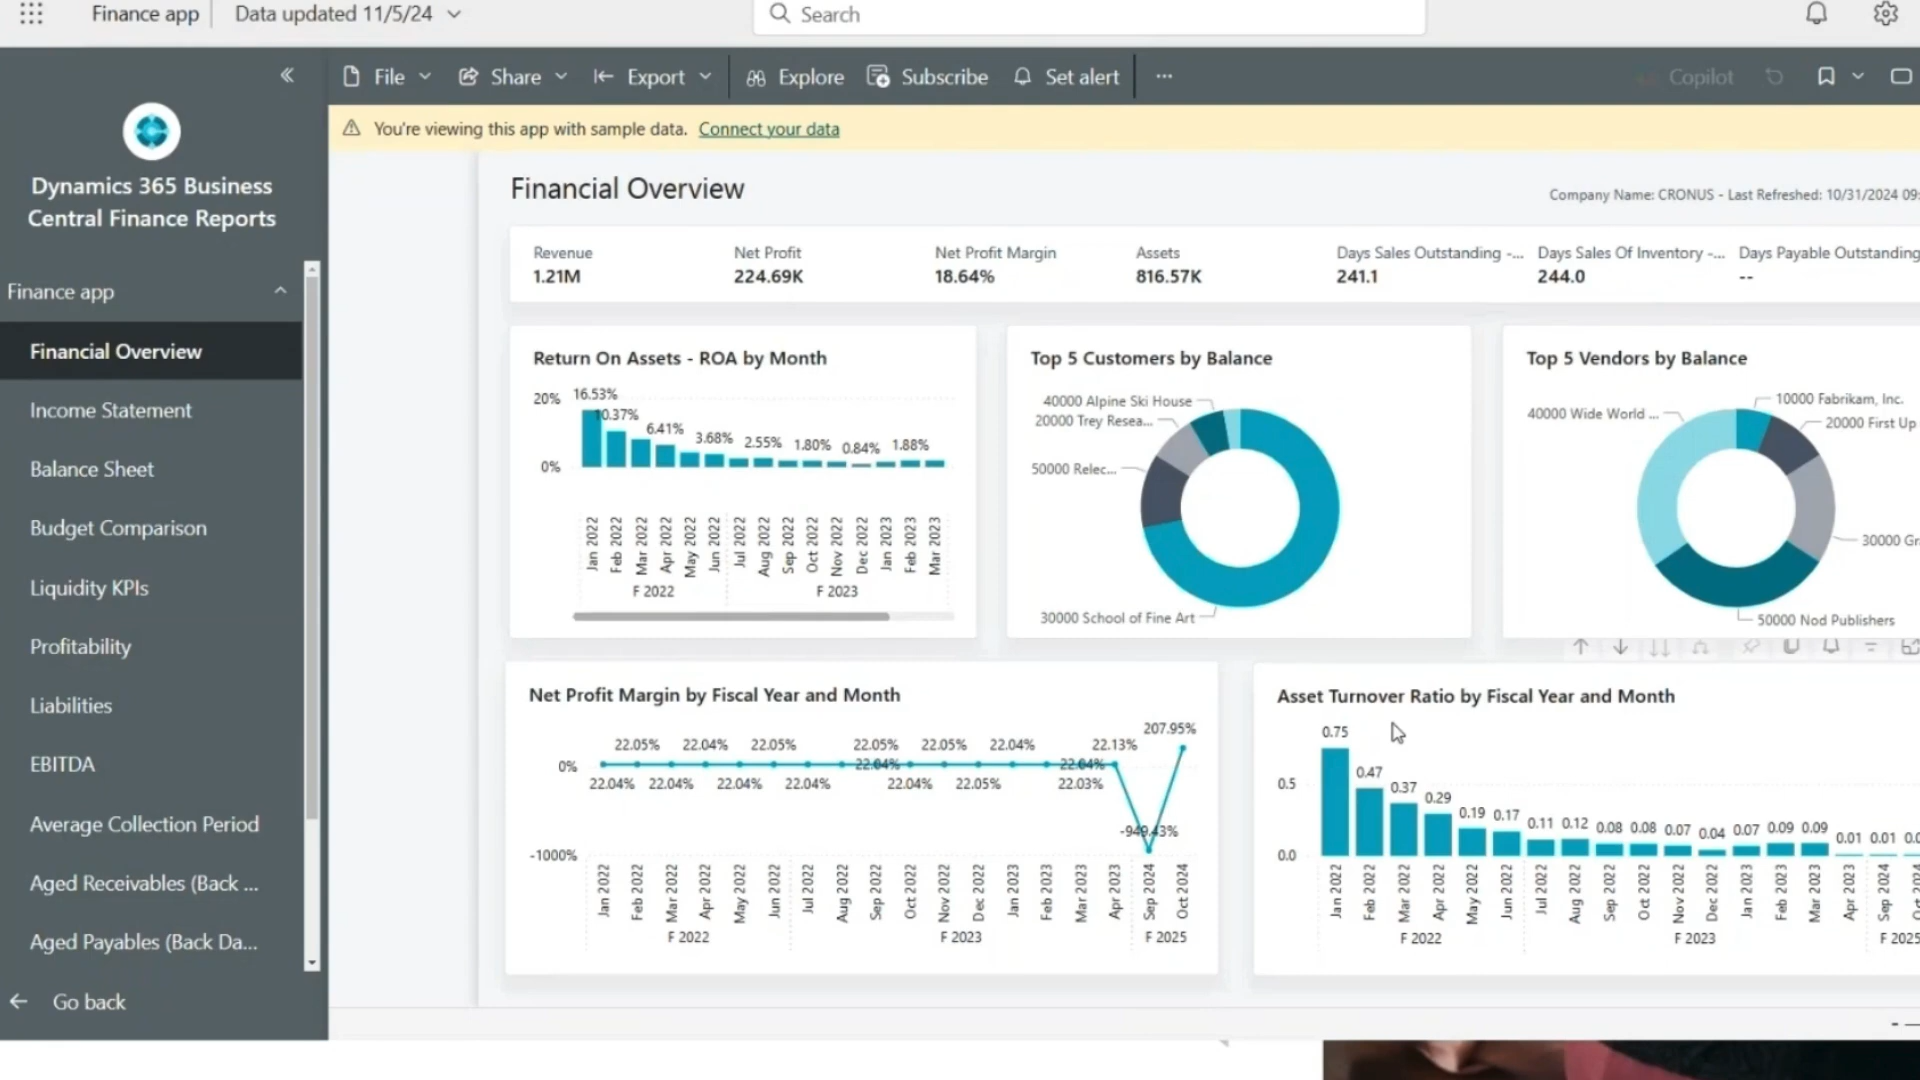 Finance app
Data updated 11/5/24
Search
File
Share
Export
Explore
Subscribe
Set alert
Copilot
You're viewing this app with sample data. Connect your data
Dynamics 365 Business
Central Finance Reports
Finance app
Financial Overview
Income Statement
Balance Sheet
Budget Comparison
Liquidity KPIs
Profitability
Liabilities
EBITDA
Average Collection Period
Aged Receivables (Back ...
Aged Payables (Back Da...
Go back
Financial Overview
Company Name: CRONUS - Last Refreshed: 10/31/2024 09:
Revenue
1.21M
Net Profit
224.69K
Net Profit Margin
18.64%
Assets
816.57K
Days Sales Outstanding -...
241.1
Days Sales Of Inventory -...
244.0
Days Payable Outstanding
--
Return On Assets - ROA by Month
20%
0%
16.53%
10.37%
6.41%
3.68%
2.55%
1.80%
0.84%
1.88%
Jan 2022
Feb 2022
Mar 2022
Apr 2022
May 2022
Jun 2022
Jul 2022
Aug 2022
Sep 2022
Oct 2022
Nov 2022
Dec 2022
Jan 2023
Feb 2023
Mar 2023
F 2022
F 2023
Top 5 Customers by Balance
40000 Alpine Ski House
20000 Trey Resea...
50000 Relec...
30000 School of Fine Art
Top 5 Vendors by Balance
10000 Fabrikam, Inc.
40000 Wide World ...
20000 First Up
30000 Gr
50000 Nod Publishers
Net Profit Margin by Fiscal Year and Month
0%
-1000%
22.05%
22.04%
22.05%
22.05%
22.05%
22.04%
22.13%
207.95%
22.04%
22.04%
22.04%
22.04%
22.04%
22.04%
22.04%
22.05%
22.03%
-949.43%
Jan 2022
Feb 2022
Mar 2022
Apr 2022
May 2022
Jun 2022
Jul 2022
Aug 2022
Sep 2022
Oct 2022
Nov 2022
Dec 2022
Jan 2023
Feb 2023
Mar 2023
Apr 2023
Sep 2024
Oct 2024
F 2022
F 2023
F 2025
Asset Turnover Ratio by Fiscal Year and Month
0.5
0.0
0.75
0.47
0.37
0.29
0.19
0.17
0.11
0.12
0.08
0.08
0.07
0.04
0.07
0.09
0.09
0.01
0.01
0.0
Jan 2022
Feb 2022
Mar 2022
Apr 2022
May 2022
Jun 2022
Jul 2022
Aug 2022
Sep 2022
Oct 2022
Nov 2022
Dec 2022
Jan 2023
Feb 2023
Mar 2023
Apr 2023
Sep 2024
F 2022
F 2023
F 2025